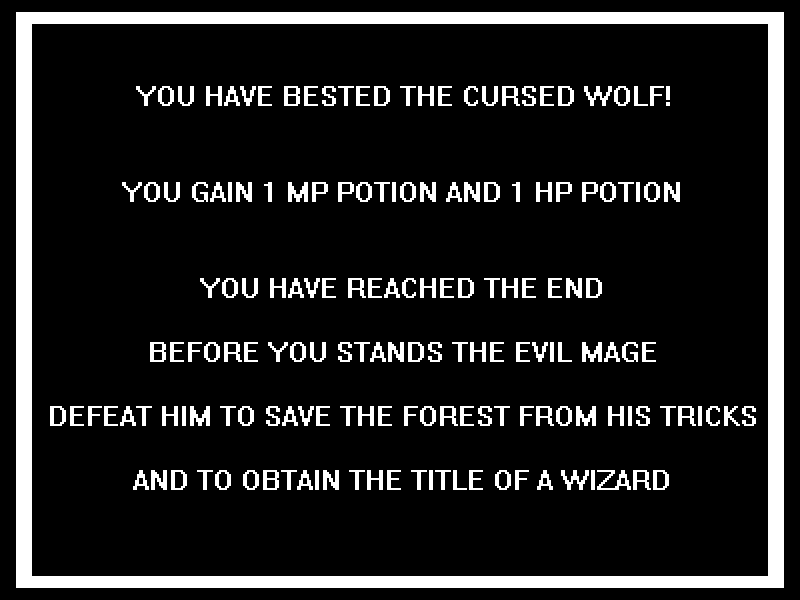 YOU HAVE BESTED THE CURSED WOLF!
YOU GAIN 1 MP POTION AND 1 HP POTION
YOU HAVE REACHED THE END
BEFORE YOU STANDS THE EVIL MAGE
DEFEAT HIM TO SAVE THE FOREST FROM HIS TRICKS
AND TO OBTAIN THE TITLE OF A WIZARD